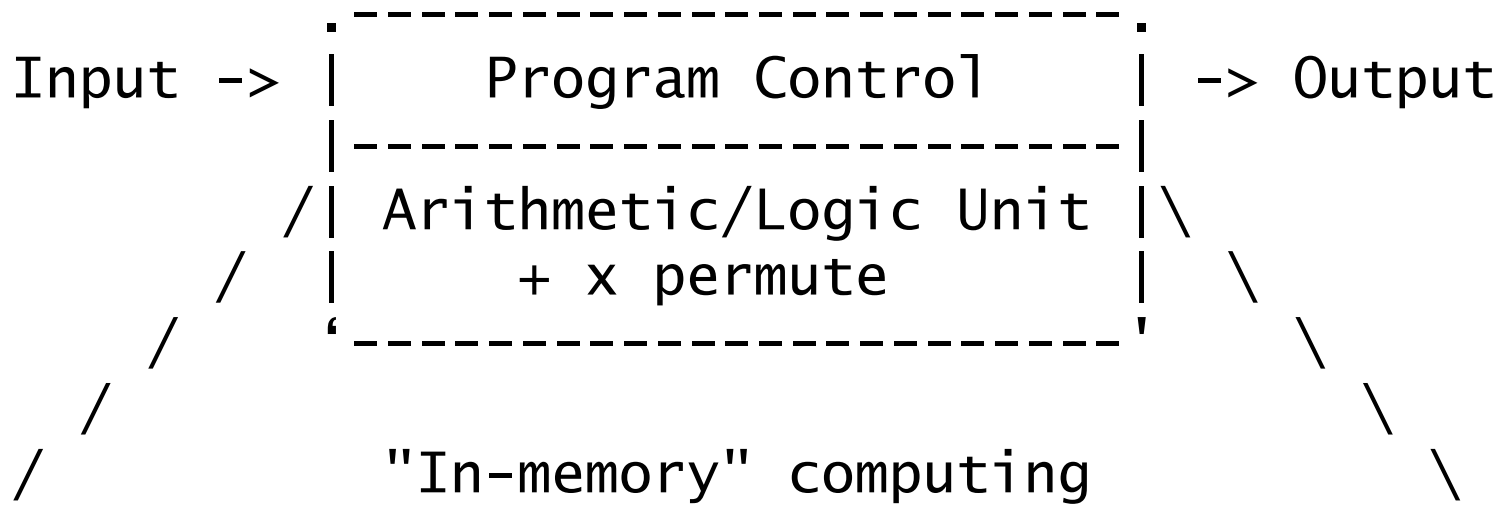 .-----------------------.
Input -> |    Program Control    | -> Output
|-----------------------|
/| Arithmetic/Logic Unit |\
/  |     + x permute       |  \
/    ‘-----------------------'    \
/                                     \
/          "In-memory" computing          \